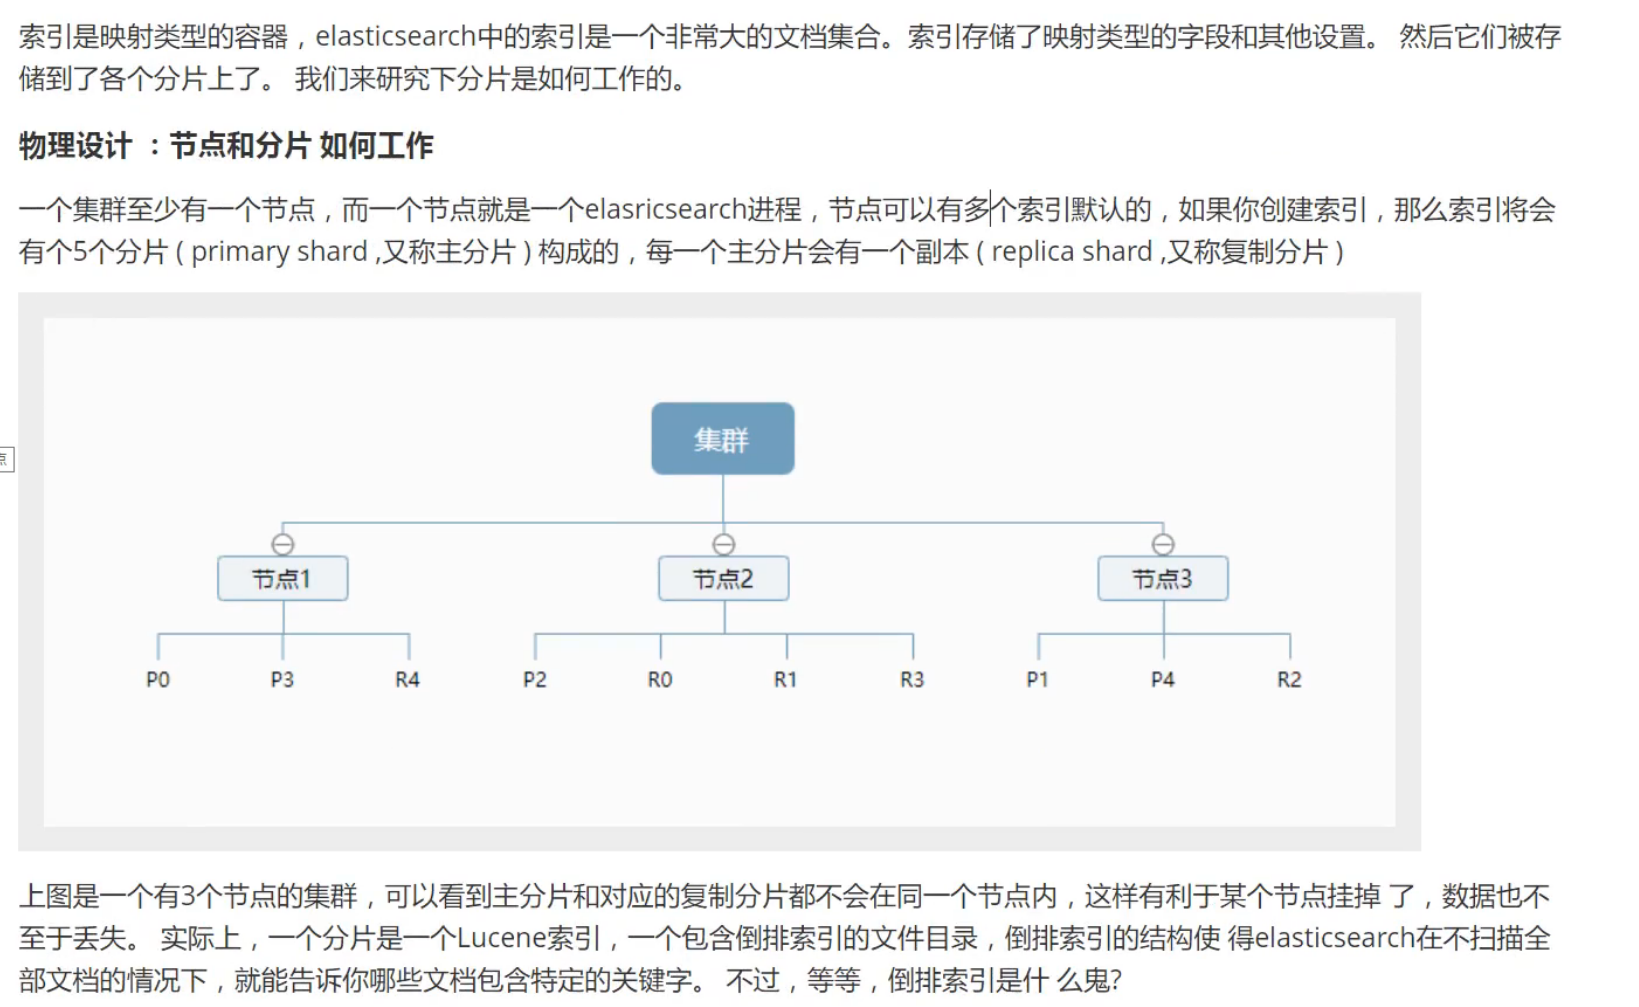 索引是映射类型的容器，elasticsearch中的索引是一个非常大的文档集合。索引存储了映射类型的字段和其他设置。 然后它们被存
储到了各个分片上了。 我们来研究下分片是如何工作的。
物理设计 ：节点和分片 如何工作
一个集群至少有一个节点，而一个节点就是一个elasricsearch进程，节点可以有多个索引默认的，如果你创建索引，那么索引将会
有个5个分片 ( primary shard ,又称主分片 ) 构成的，每一个主分片会有一个副本 ( replica shard ,又称复制分片 )
集群
点
节点1 节点2 节点3
P0 P3 R4 P2 R0 R1 R3 P1 P4 R2
上图是一个有3个节点的集群，可以看到主分片和对应的复制分片都不会在同一个节点内，这样有利于某个节点挂掉 了，数据也不
至于丢失。 实际上，一个分片是一个Lucene索引，一个包含倒排索引的文件目录，倒排索引的结构使 得elasticsearch在不扫描全
部文档的情况下，就能告诉你哪些文档包含特定的关键字。 不过，等等，倒排索引是什 么鬼?